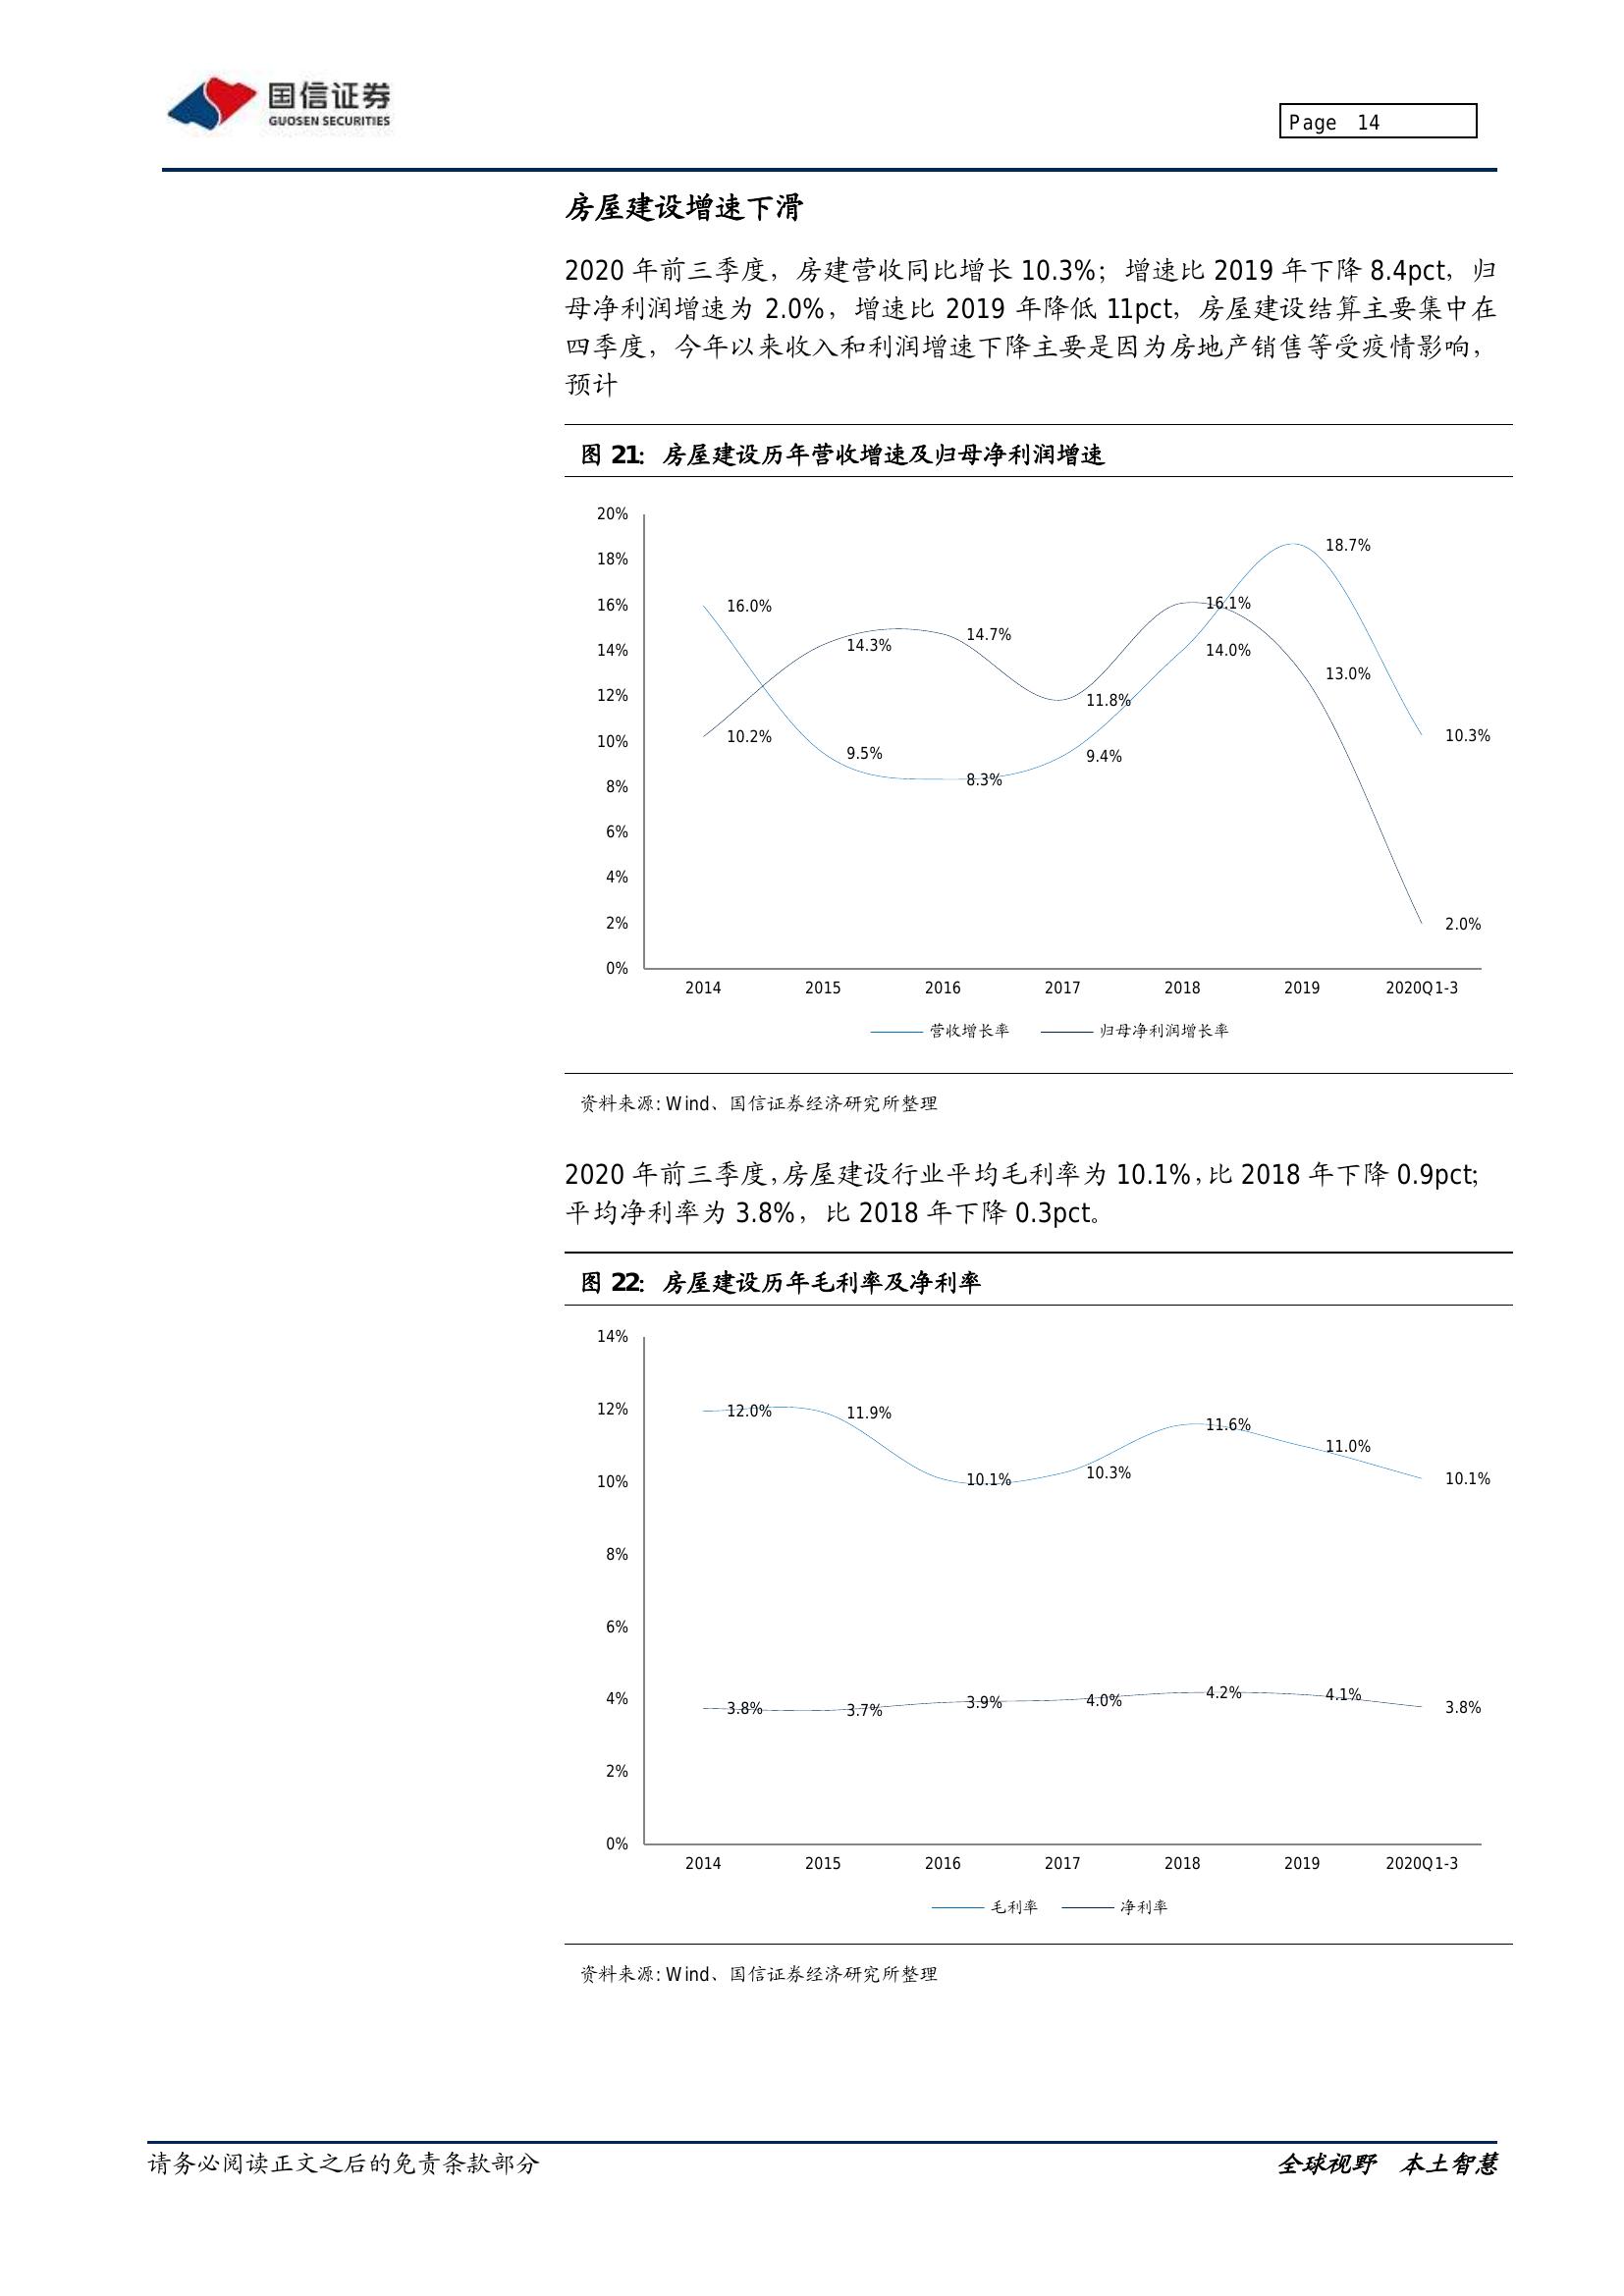 国信证券
GUOSEN SECURITIES
Page 14
房屋建设增速下滑
2020 年前三季度，房建营收同比增长 10.3%；增速比 2019 年下降 8.4pct，归
母净利润增速为 2.0%，增速比 2019 年降低 11pct，房屋建设结算主要集中在
四季度，今年以来收入和利润增速下降主要是因为房地产销售等受疫情影响，
预计
图 21：房屋建设历年营收增速及归母净利润增速
20%
18%
16%
14%
12%
10%
8%
6%
4%
2%
0%
16.0%
9.5%
8.3%
9.4%
14.0%
18.7%
10.3%
10.2%
14.3%
14.7%
11.8%
16.1%
13.0%
2.0%
2014 2015 2016 2017 2018 2019 2020Q1-3
营收增长率 归母净利润增长率
资料来源: Wind、国信证券经济研究所整理
2020 年前三季度，房屋建设行业平均毛利率为 10.1%，比 2018 年下降 0.9pct;
平均净利率为 3.8%，比 2018 年下降 0.3pct。
图 22：房屋建设历年毛利率及净利率
14%
12%
10%
8%
6%
4%
2%
0%
12.0%
11.9%
10.1%
10.3%
11.6%
11.0%
10.1%
3.8%
3.7%
3.9%
4.0%
4.2%
4.1%
3.8%
2014 2015 2016 2017 2018 2019 2020Q1-3
毛利率 净利率
资料来源: Wind、国信证券经济研究所整理
请务必阅读正文之后的免责条款部分
全球视野 本土智慧